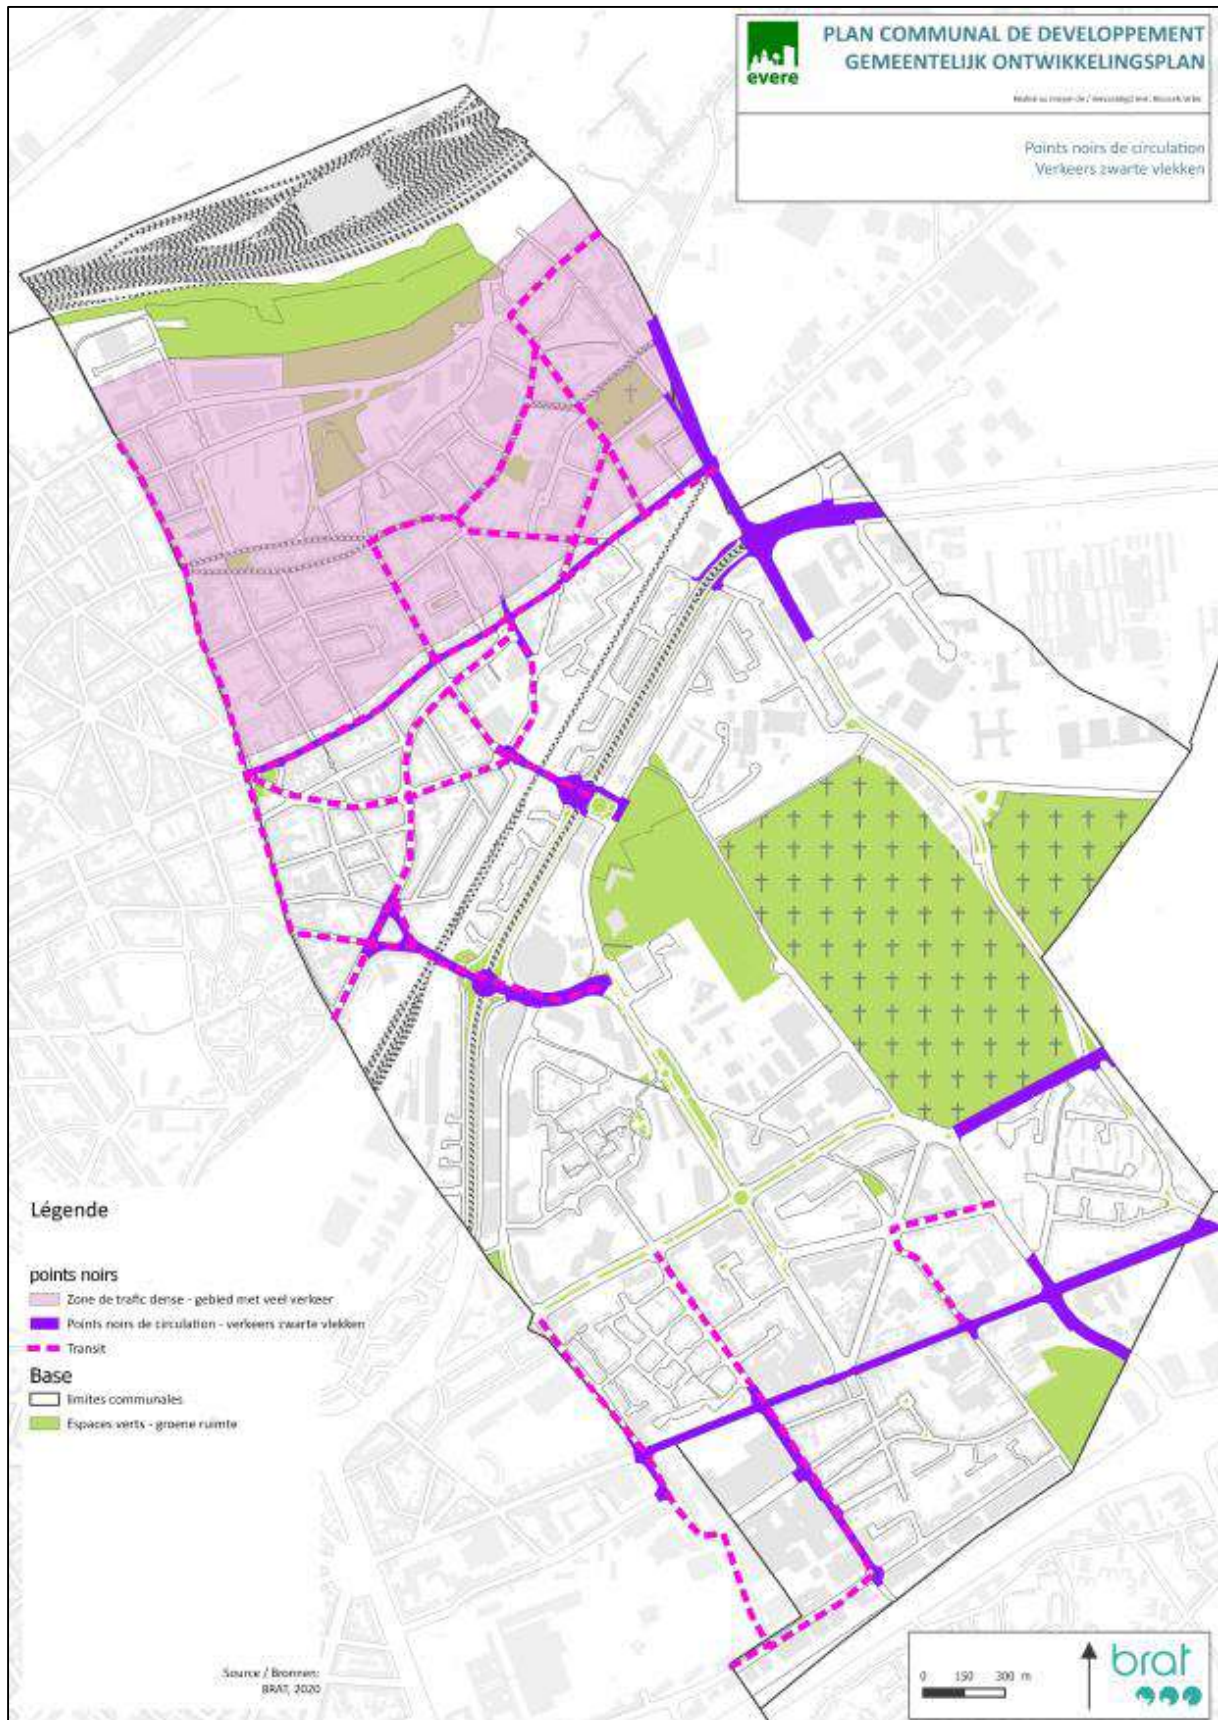 evere
PLAN COMMUNAL DE DEVELOPPEMENT
GEMEENTELIJK ONTWIKKELINGSPLAN
Points noirs de circulation
Verkeers zwarte vlekken
Légende
points noirs
Zone de trafic dense - gebied met veel verkeer
Points noirs de circulation - verkeers zwarte vlekken
Transit
Base
limites communales
Espaces verts - groene ruimte
Source / Bronnen:
BRAT, 2020
0 150 300 m
brat